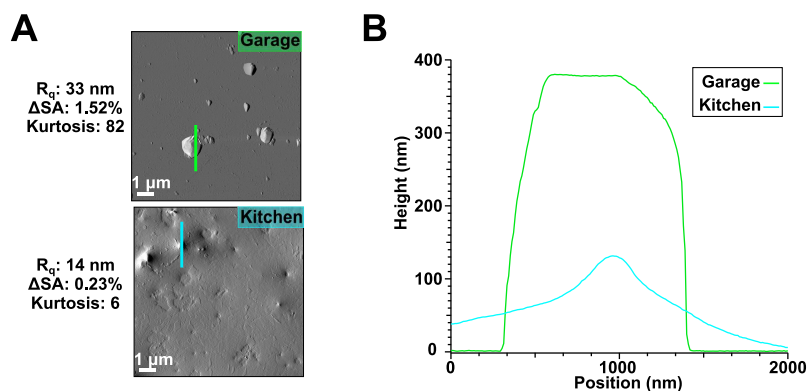 A
Garage
Rq: 33 nm
ΔSA: 1.52%
Kurtosis: 82
1 µm
Kitchen
Rq: 14 nm
ΔSA: 0.23%
Kurtosis: 6
1 µm
B
400
300
200
100
0
Height (nm)
0
1000
2000
Position (nm)
Garage
Kitchen